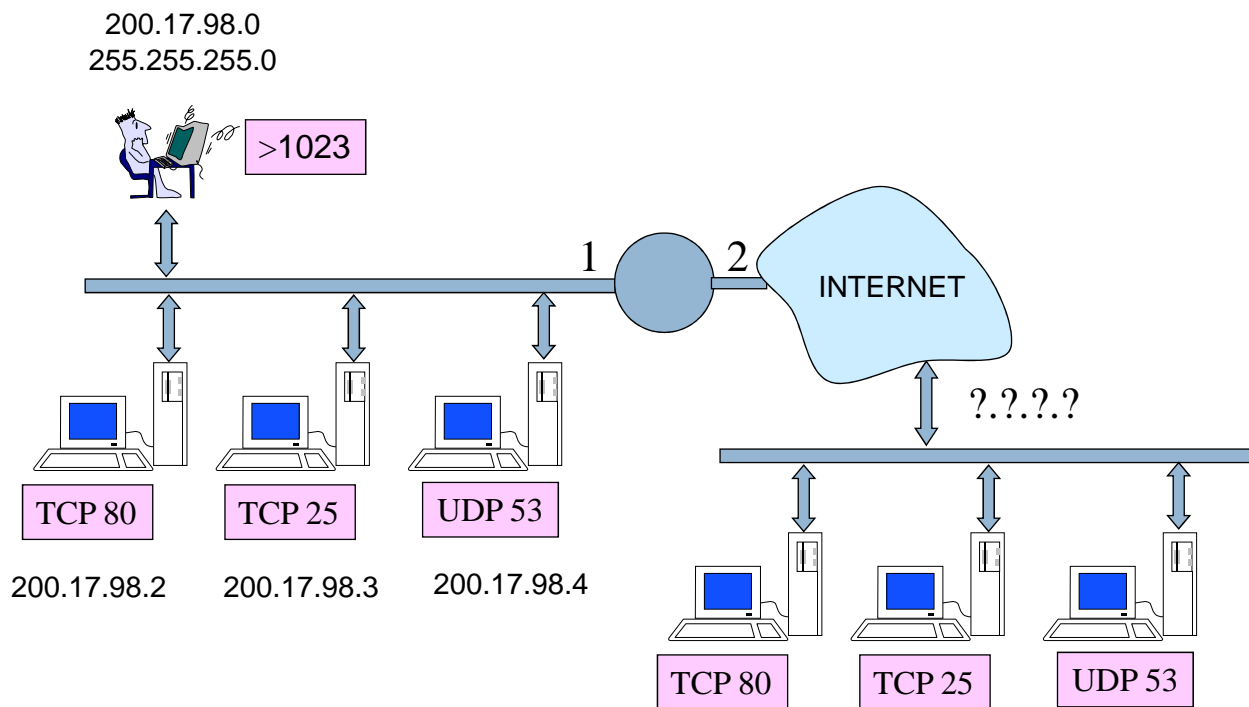 200.17.98.0
255.255.255.0
>1023
1
2
INTERNET
?.?.?.?
TCP 80
TCP 25
UDP 53
200.17.98.2
200.17.98.3
200.17.98.4
TCP 80
TCP 25
UDP 53